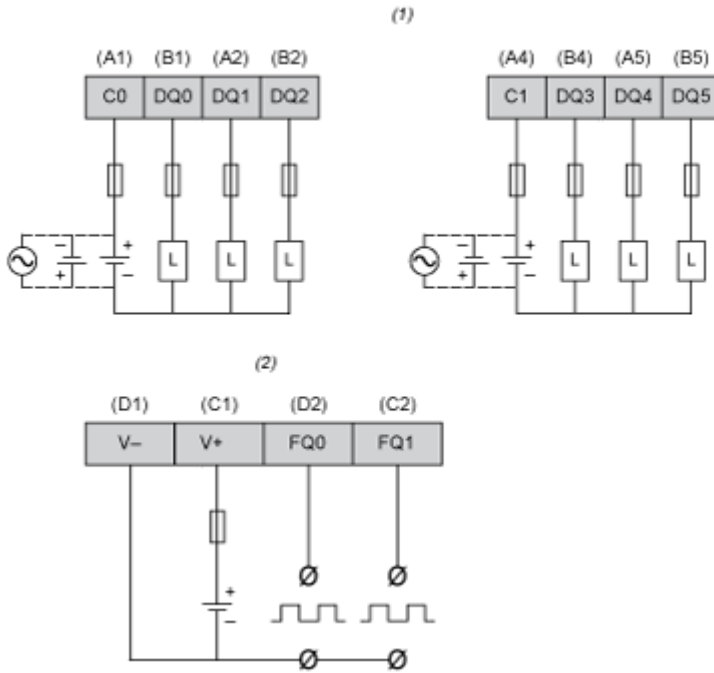 (1)
(A1) (B1) (A2) (B2) (A4) (B4) (A5) (B5)
C0 DQ0 DQ1 DQ2 C1 DQ3 DQ4 DQ5
– + – +
+ – + –
L L L L L L
(2)
(D1) (C1) (D2) (C2)
V– V+ FQ0 FQ1
+
–